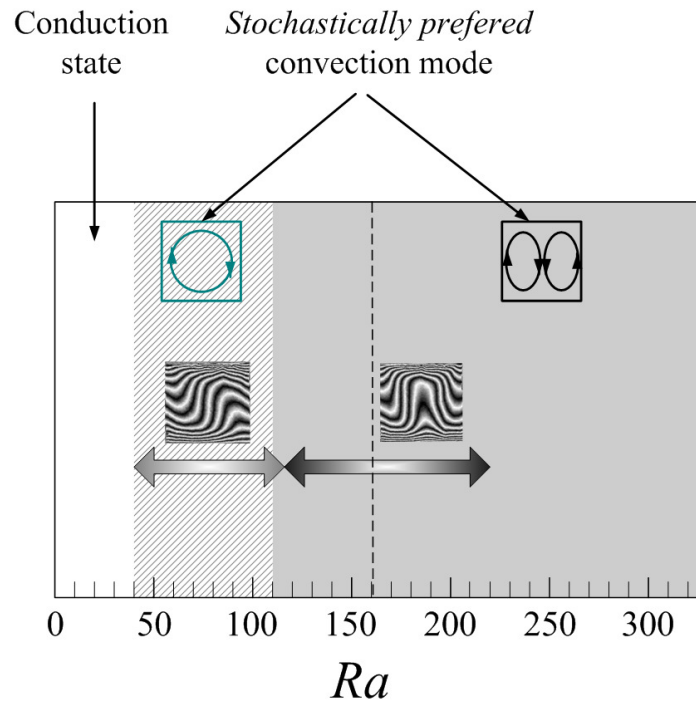 Conduction
state
Stochastically prefered
convection mode
0 50 100 150 200 250 300
Ra